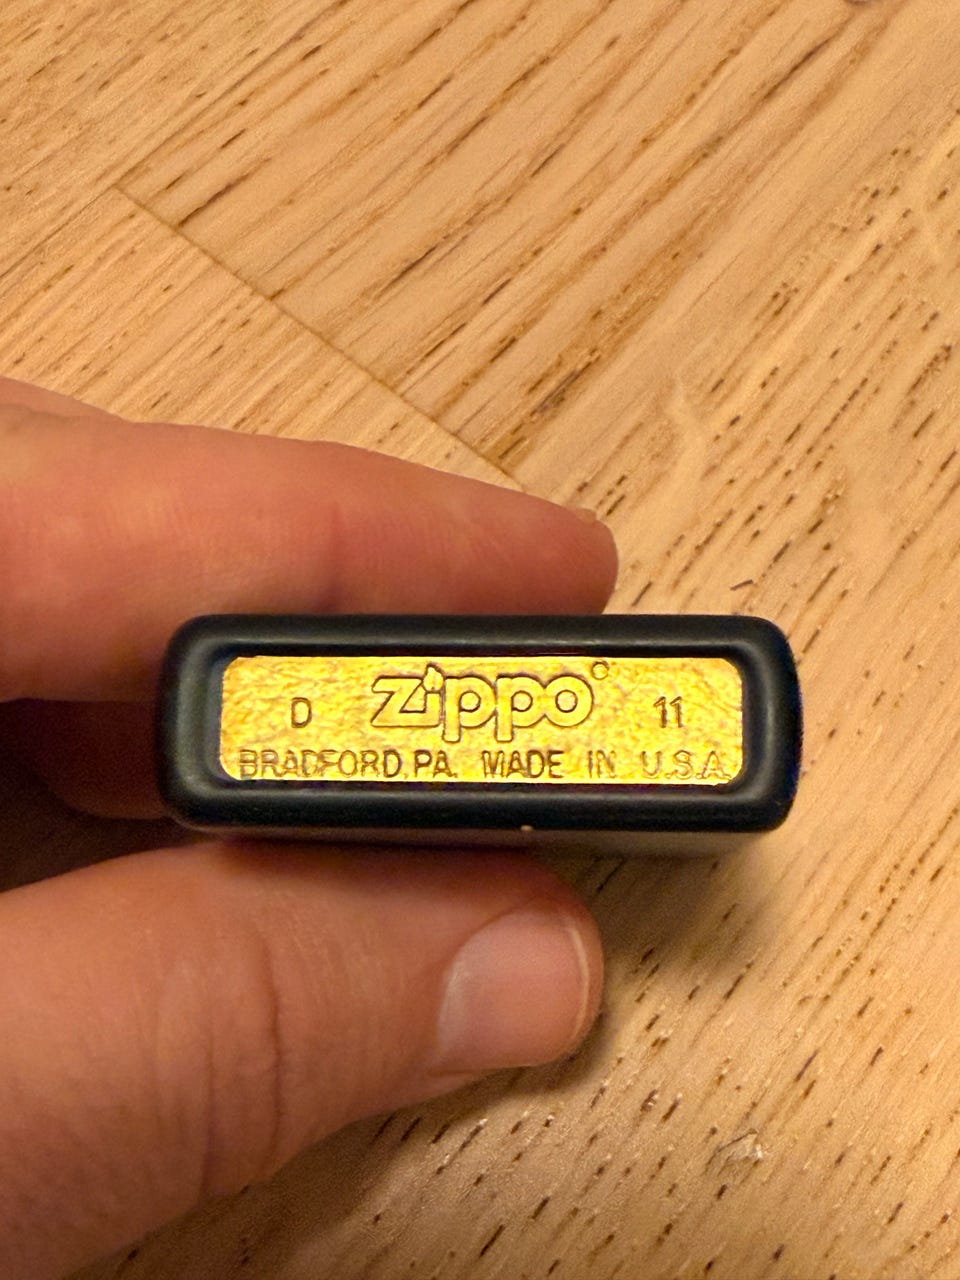 D zippo® 11
BRADFORD, PA. MADE IN U.S.A.